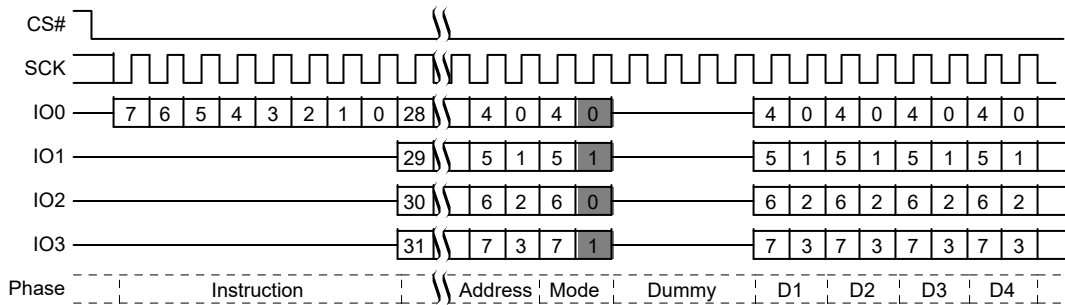 CS#
SCK
IO0 7 6 5 4 3 2 1 0 28 4 0 4 0 4 0 4 0 4 0 4 0
IO1 29 5 1 5 1 5 1 5 1 5 1 5 1
IO2 30 6 2 6 0 6 2 6 2 6 2 6 2
IO3 31 7 3 7 1 7 3 7 3 7 3 7 3
Phase Instruction Address Mode Dummy D1 D2 D3 D4